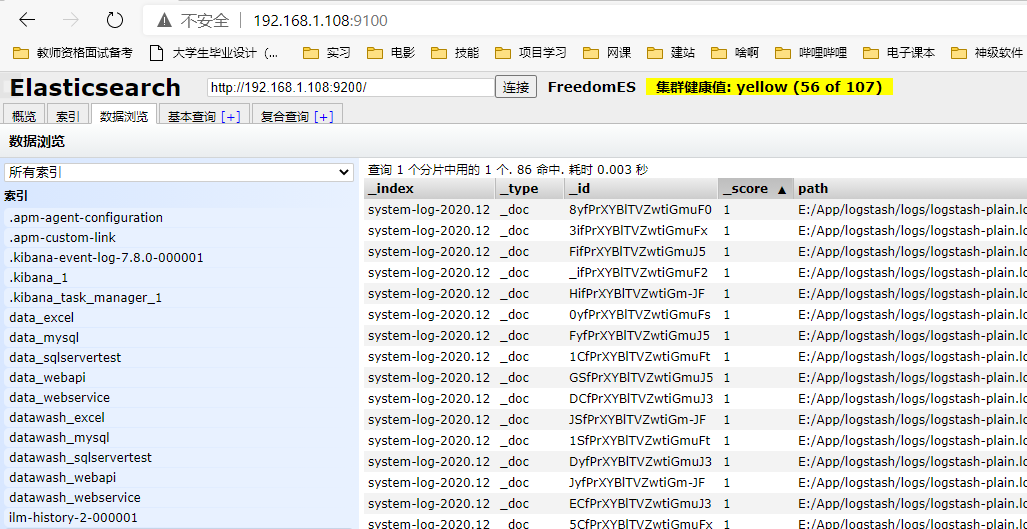 不安全 | 192.168.1.108:9100
教师资格面试备考 大学生毕业设计 (... 实习 电影 技能 项目学习 网课 建站 啥啊 哔哩哔哩 电子课本 神级软件
Elasticsearch http://192.168.1.108:9200/ 连接 FreedomES 集群健康值: yellow (56 of 107)
概览 索引 数据浏览 基本查询 [+] 复合查询 [+]
数据浏览
所有索引
索引
.apm-agent-configuration
.apm-custom-link
.kibana-event-log-7.8.0-000001
.kibana_1
.kibana_task_manager_1
data_excel
data_mysql
data_sqlservertest
data_webapi
data_webservice
datawash_excel
datawash_mysql
datawash_sqlservertest
datawash_webapi
datawash_webservice
ilm-history-2-000001
查询 1 个分片中用的 1 个. 86 命中. 耗时 0.003 秒
_index _type _id _score ▲ path
system-log-2020.12 _doc 8yfPrXYBlTVZwtiGmuF0 1 E:/App/logstash/logs/logstash-plain.lo
system-log-2020.12 _doc 3ifPrXYBlTVZwtiGmuFx 1 E:/App/logstash/logs/logstash-plain.lo
system-log-2020.12 _doc FifPrXYBlTVZwtiGmuJ5 1 E:/App/logstash/logs/logstash-plain.lo
system-log-2020.12 _doc _ifPrXYBlTVZwtiGmuF2 1 E:/App/logstash/logs/logstash-plain.lo
system-log-2020.12 _doc HifPrXYBlTVZwtiGm-JF 1 E:/App/logstash/logs/logstash-plain.lo
system-log-2020.12 _doc 0yfPrXYBlTVZwtiGmuFs 1 E:/App/logstash/logs/logstash-plain.lo
system-log-2020.12 _doc FyfPrXYBlTVZwtiGmuJ5 1 E:/App/logstash/logs/logstash-plain.lo
system-log-2020.12 _doc 1CfPrXYBlTVZwtiGmuFt 1 E:/App/logstash/logs/logstash-plain.lo
system-log-2020.12 _doc GSfPrXYBlTVZwtiGmuJ5 1 E:/App/logstash/logs/logstash-plain.lo
system-log-2020.12 _doc DCfPrXYBlTVZwtiGmuJ3 1 E:/App/logstash/logs/logstash-plain.lo
system-log-2020.12 _doc JSfPrXYBlTVZwtiGm-JF 1 E:/App/logstash/logs/logstash-plain.lo
system-log-2020.12 _doc 1SfPrXYBlTVZwtiGmuFt 1 E:/App/logstash/logs/logstash-plain.lo
system-log-2020.12 _doc DyfPrXYBlTVZwtiGmuJ3 1 E:/App/logstash/logs/logstash-plain.lo
system-log-2020.12 _doc JyfPrXYBlTVZwtiGm-JF 1 E:/App/logstash/logs/logstash-plain.lo
system-log-2020.12 _doc ECfPrXYBlTVZwtiGmuJ3 1 E:/App/logstash/logs/logstash-plain.lo
system-log-2020.12 _doc 5CfPrXYBlTVZwtiGmuFx 1 E:/App/logstash/logs/logstash-plain.lo